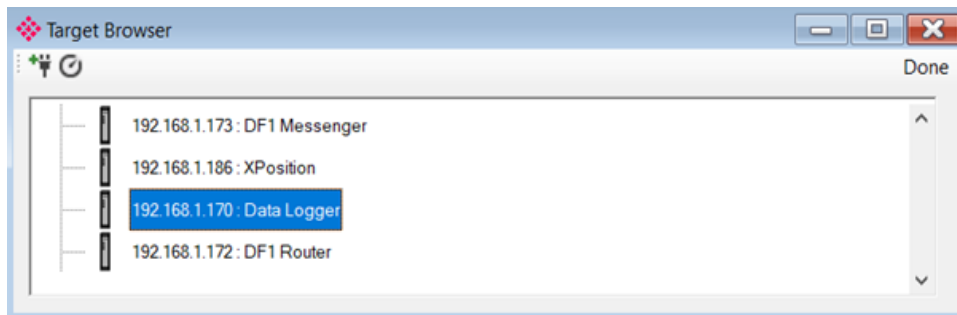 Target Browser
Done
192.168.1.173 : DF1 Messenger
192.168.1.186 : XPosition
192.168.1.170 : Data Logger
192.168.1.172 : DF1 Router